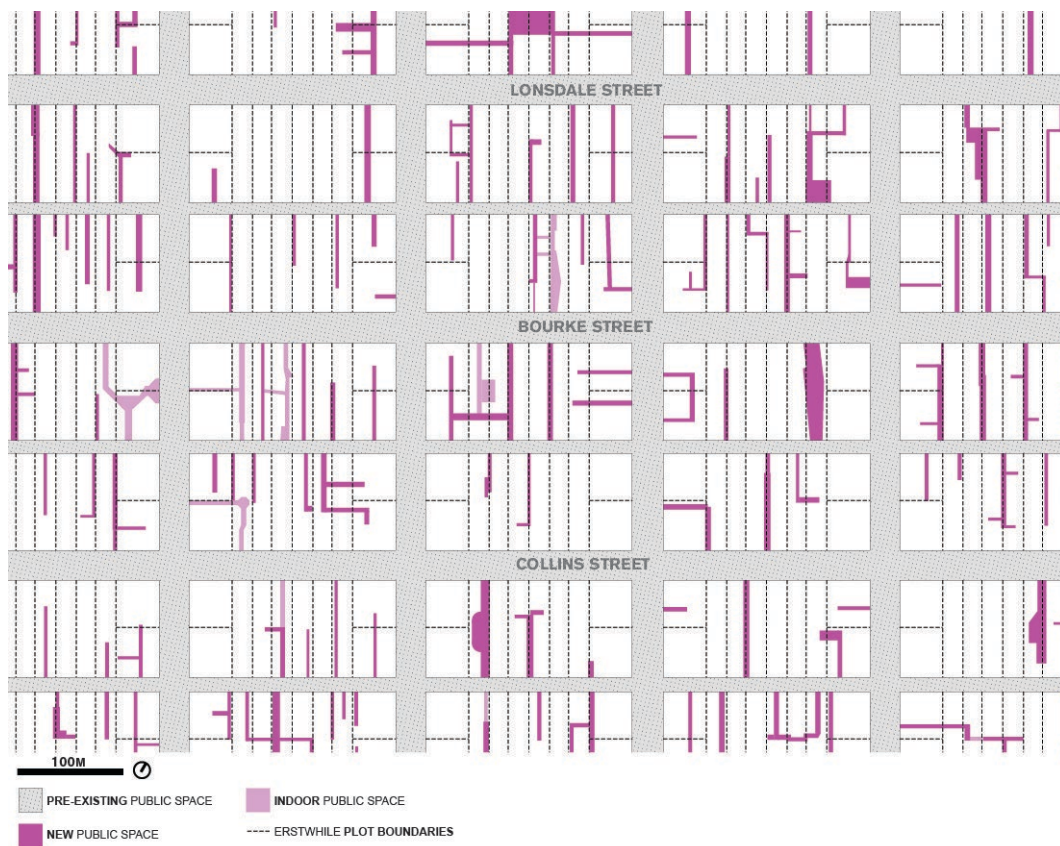 LONSDALE STREET
BOURKE STREET
COLLINS STREET
100M
PRE-EXISTING PUBLIC SPACE
INDOOR PUBLIC SPACE
NEW PUBLIC SPACE
ERSTWHILE PLOT BOUNDARIES